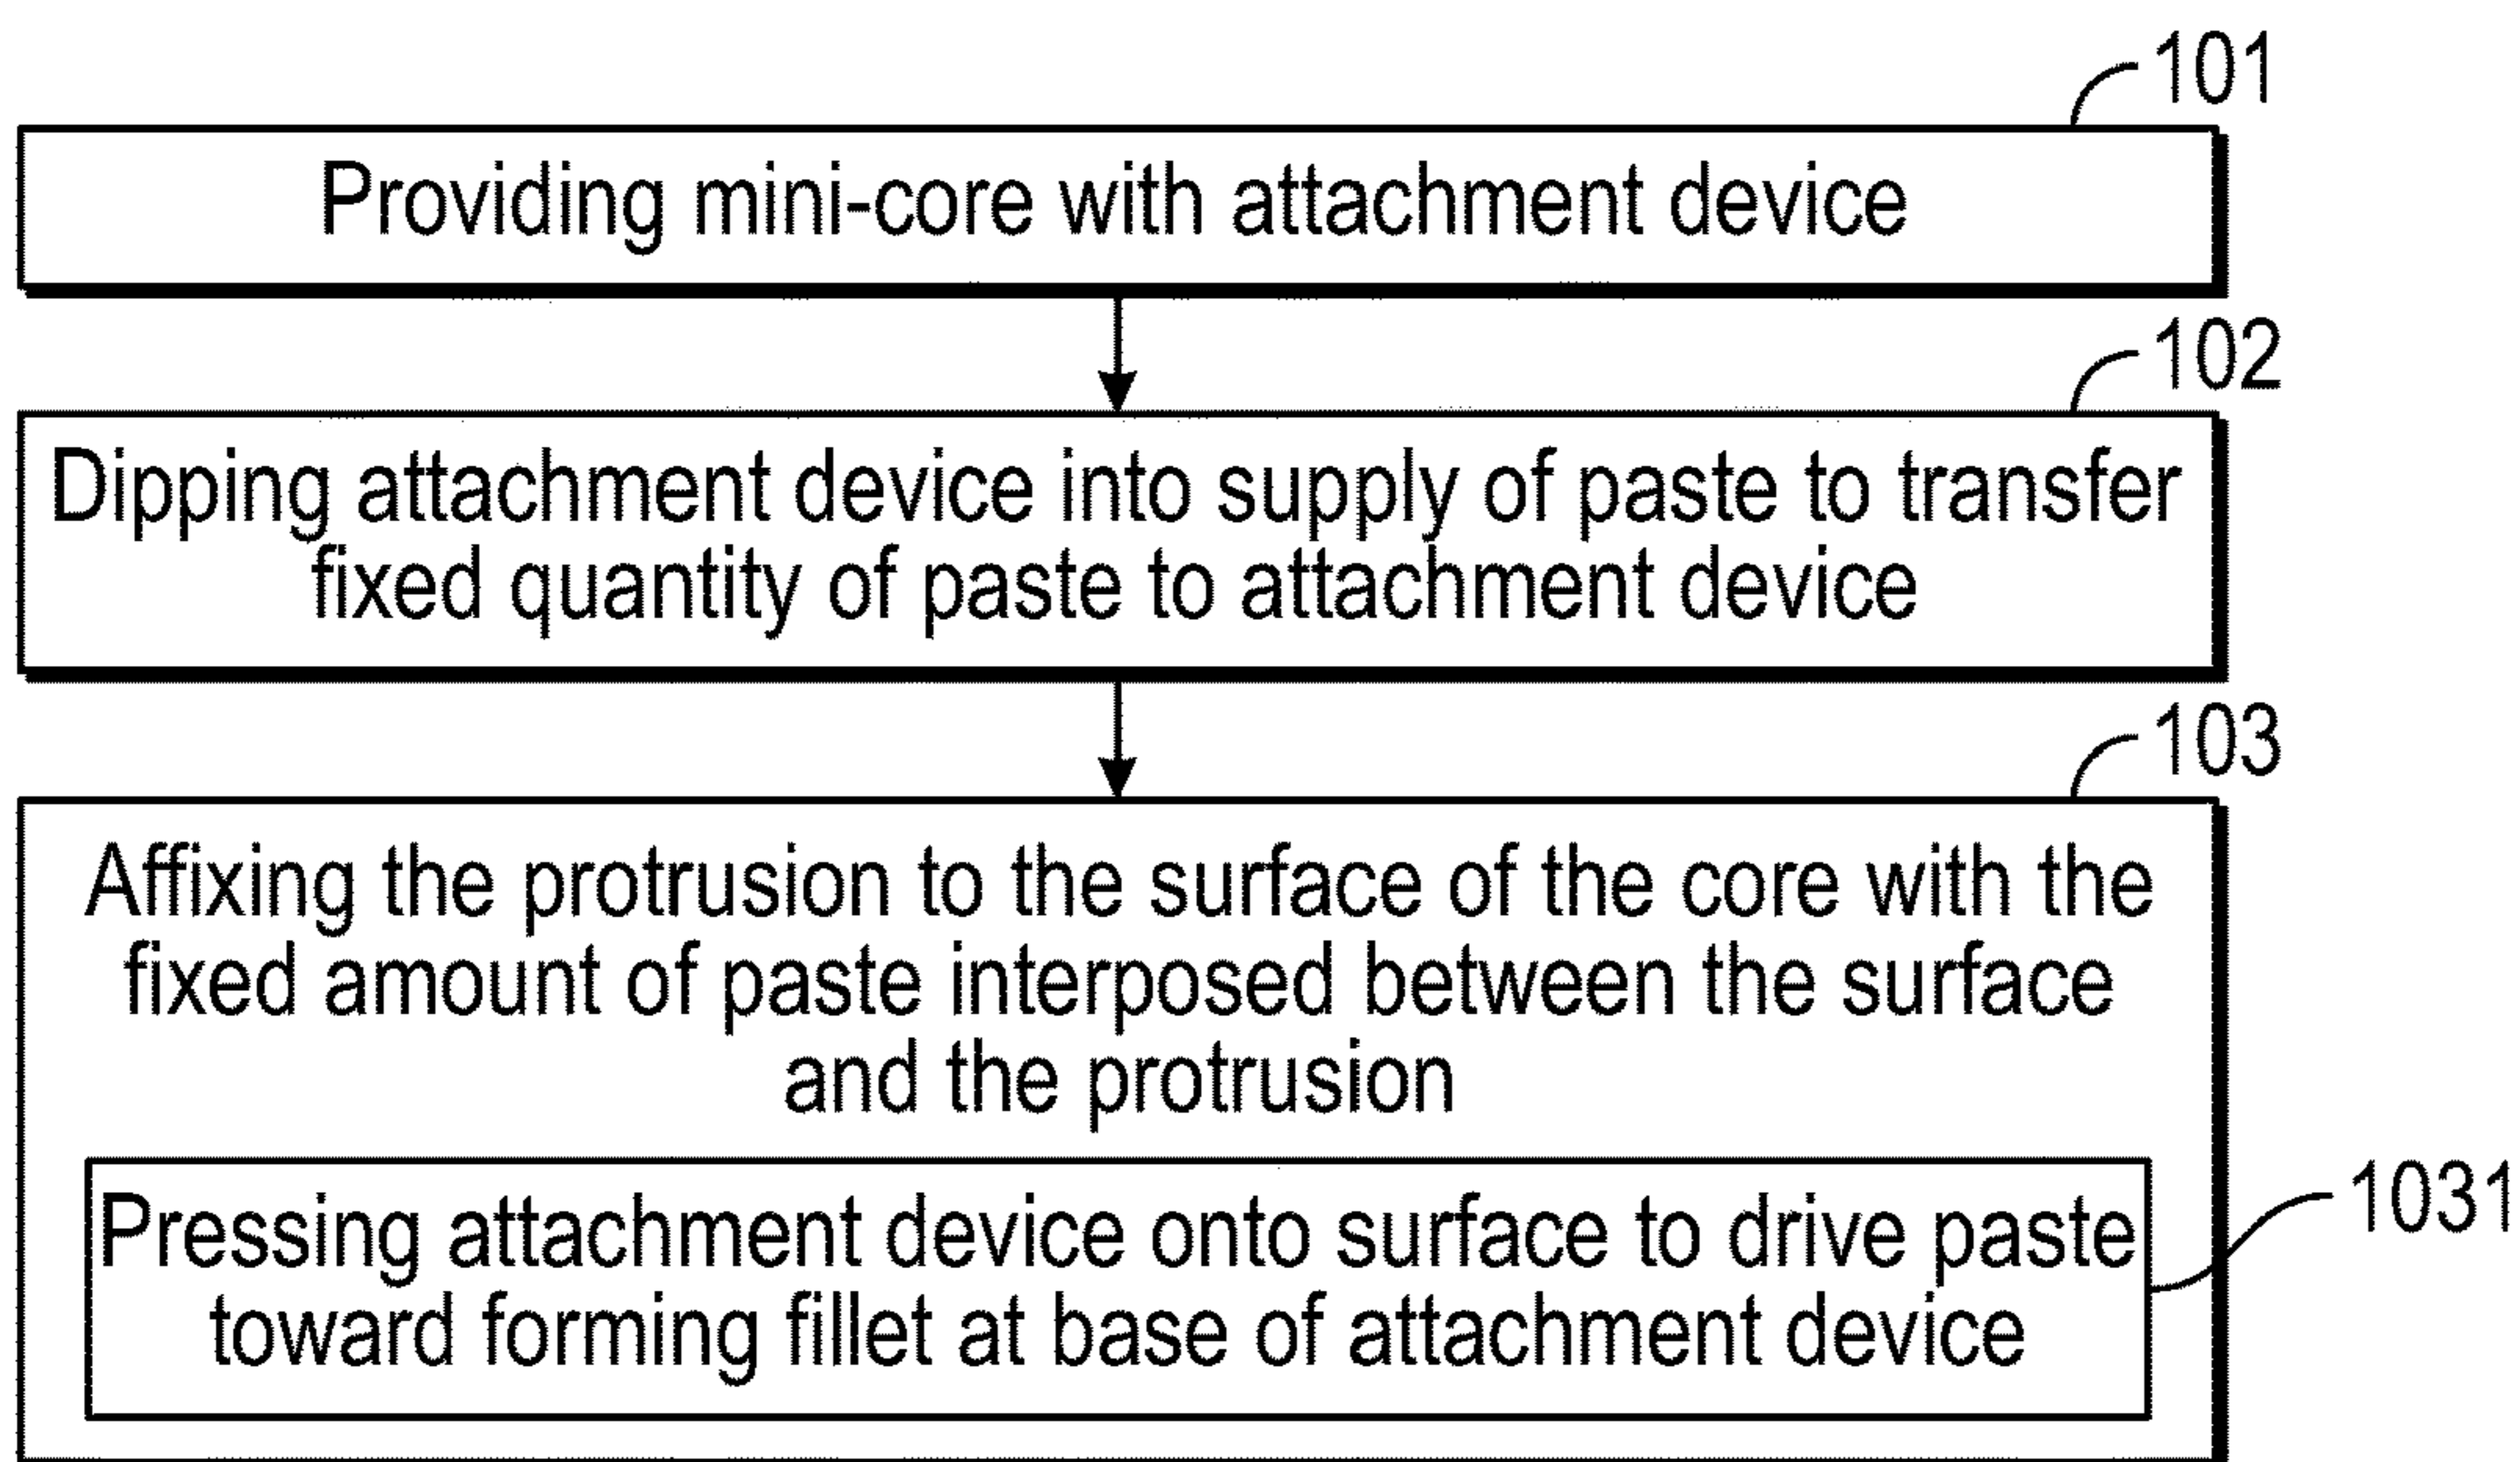 101
Providing mini-core with attachment device
102
Dipping attachment device into supply of paste to transfer
fixed quantity of paste to attachment device
103
Affixing the protrusion to the surface of the core with the
fixed amount of paste interposed between the surface
and the protrusion
1031
Pressing attachment device onto surface to drive paste
toward forming fillet at base of attachment device